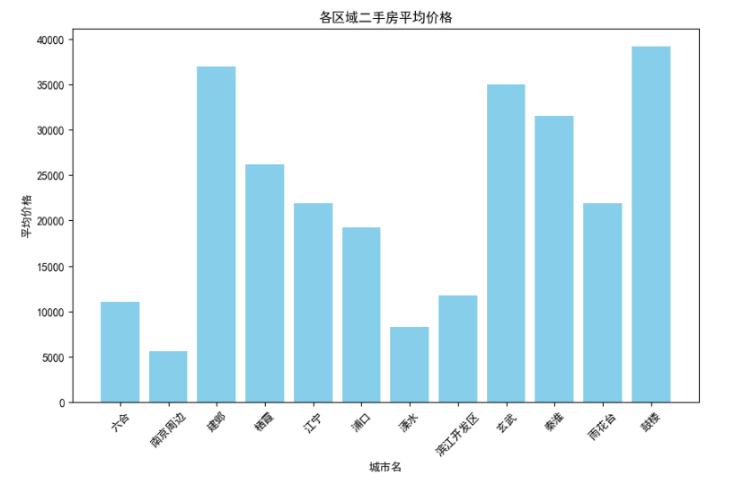 各区域二手房平均价格
平均价格
40000
35000
30000
25000
20000
15000
10000
5000
0
六合
南京周边
建邺
栖霞
江宁
浦口
溧水
滨江开发区
玄武
秦淮
雨花台
鼓楼
城市名